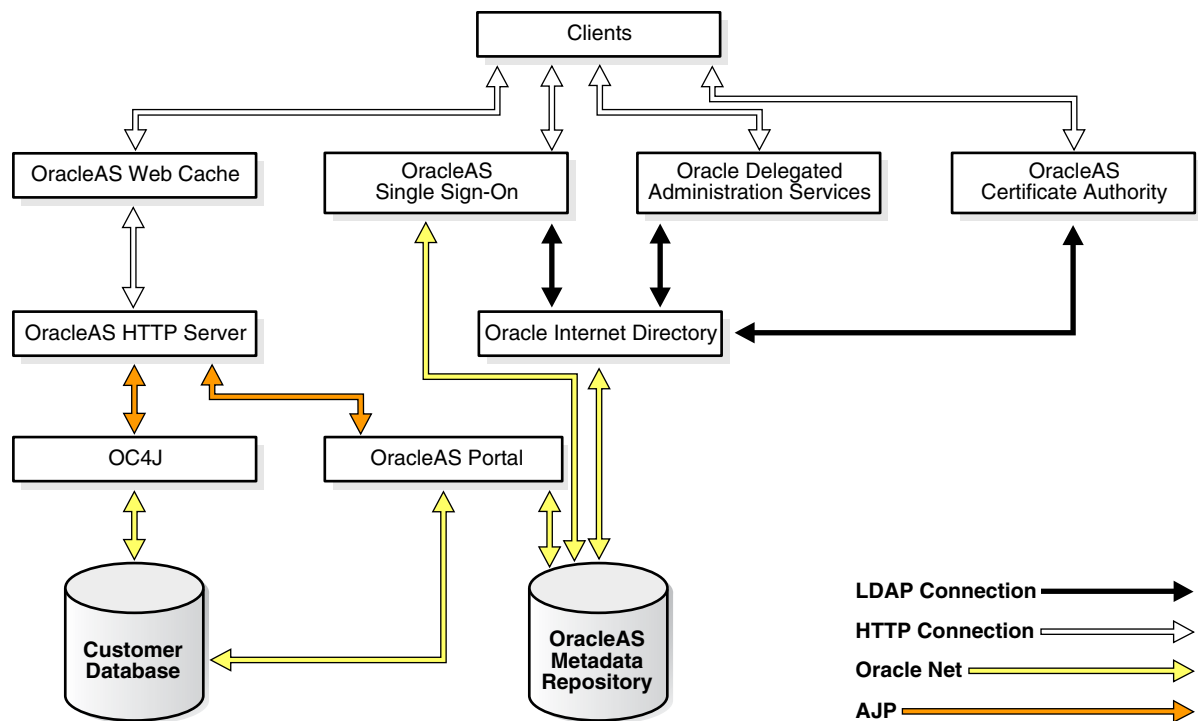 Clients
OracleAS Web Cache
OracleAS
Single Sign-On
Oracle Delegated
Administration Services
OracleAS
Certificate Authority
OracleAS HTTP Server
Oracle Internet Directory
OC4J
OracleAS Portal
Customer
Database
OracleAS
Metadata
Repository
LDAP Connection
HTTP Connection
Oracle Net
AJP